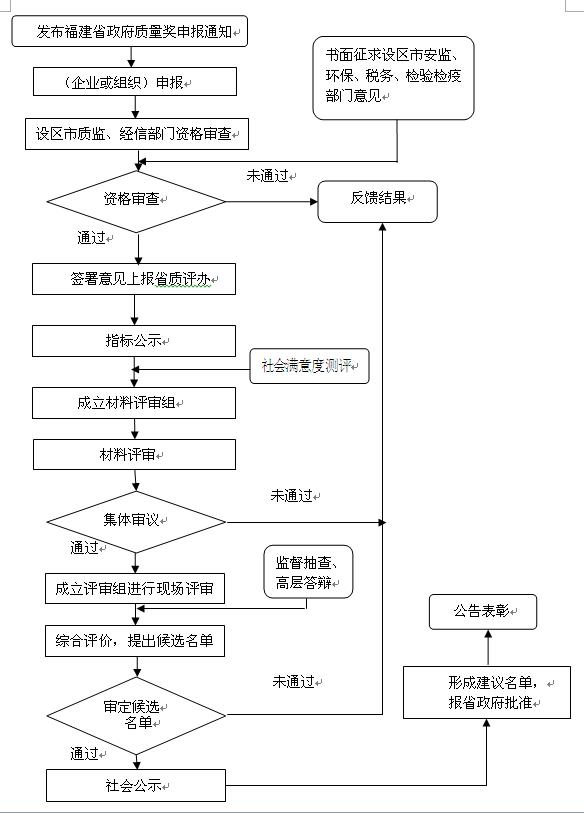 发布福建省政府质量奖申报通知
（企业或组织）申报
书面征求设区市安监、
环保、税务、检验检疫
部门意见
设区市质监、经信部门资格审查
未通过
资格审查
反馈结果
通过
签署意见上报省质评办
指标公示
社会满意度测评
成立材料评审组
材料评审
未通过
集体审议
通过
监督抽查、
高层答辩
成立评审组进行现场评审
公告表彰
综合评价，提出候选名单
未通过
形成建议名单，
报省政府批准
审定候选
名单
通过
社会公示